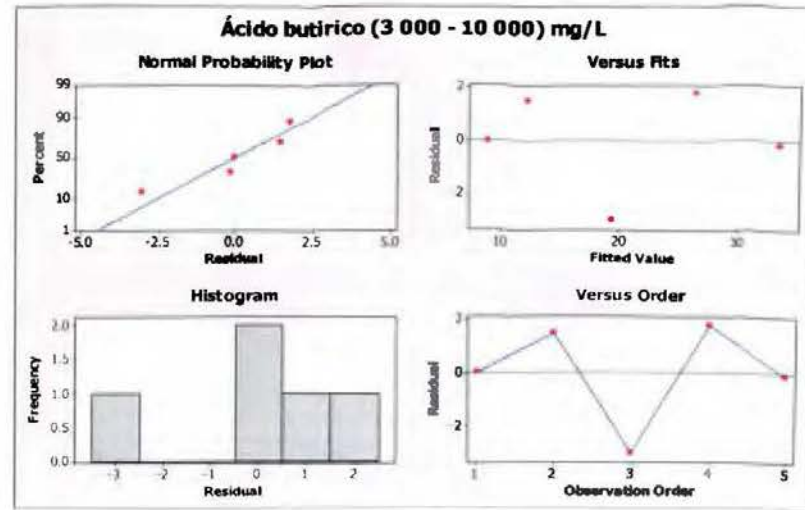 Ácido butirico (3 000 - 10 000) mg/L
Normal Probability Plot
99
90
50
10
1
Percent
-5.0
-2.5
0.0
2.5
5.0
Residual
Versus Fits
2
0
2
Residual
10
20
30
Fitted Value
Histogram
2.0
1.5
1.0
0.5
0.0
Frequency
-3
-2
-1
0
1
2
Residual
Versus Order
2
0
-2
Residual
1
2
3
4
5
Observation Order